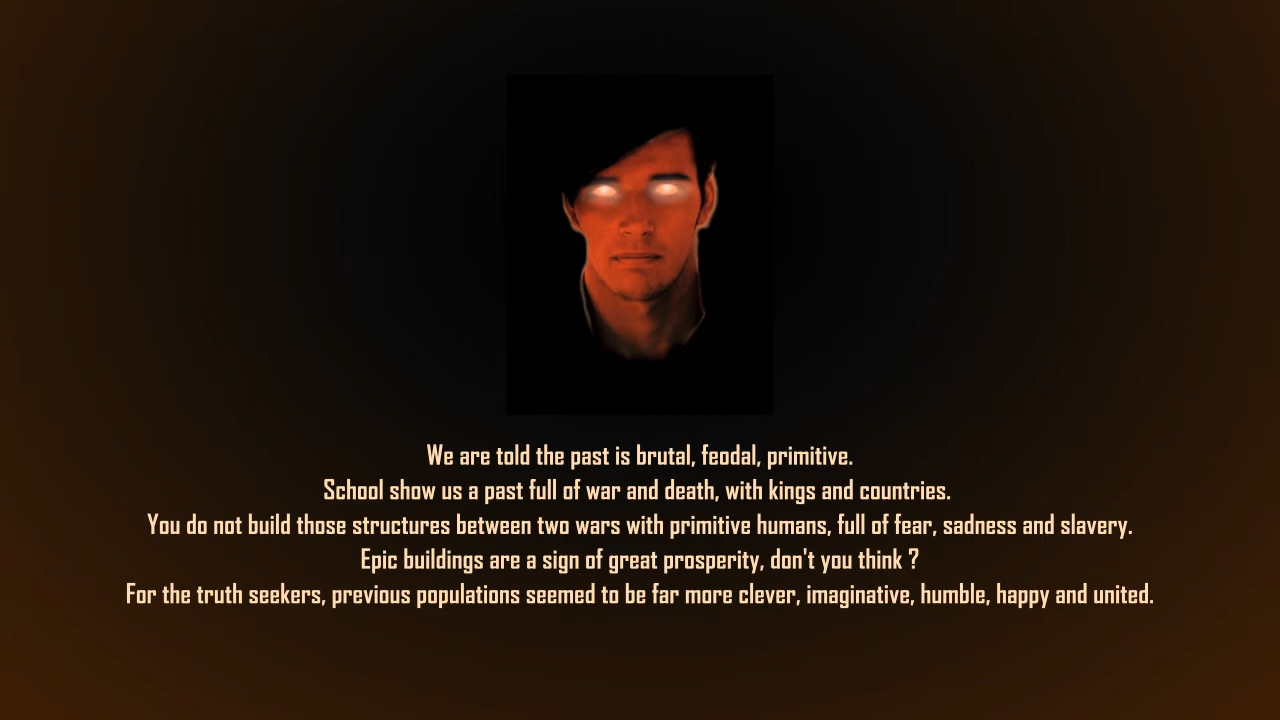 We are told the past is brutal, feodal, primitive.
School show us a past full of war and death, with kings and countries.
You do not build those structures between two wars with primitive humans, full of fear, sadness and slavery.
Epic buildings are a sign of great prosperity, don't you think ?
For the truth seekers, previous populations seemed to be far more clever, imaginative, humble, happy and united.